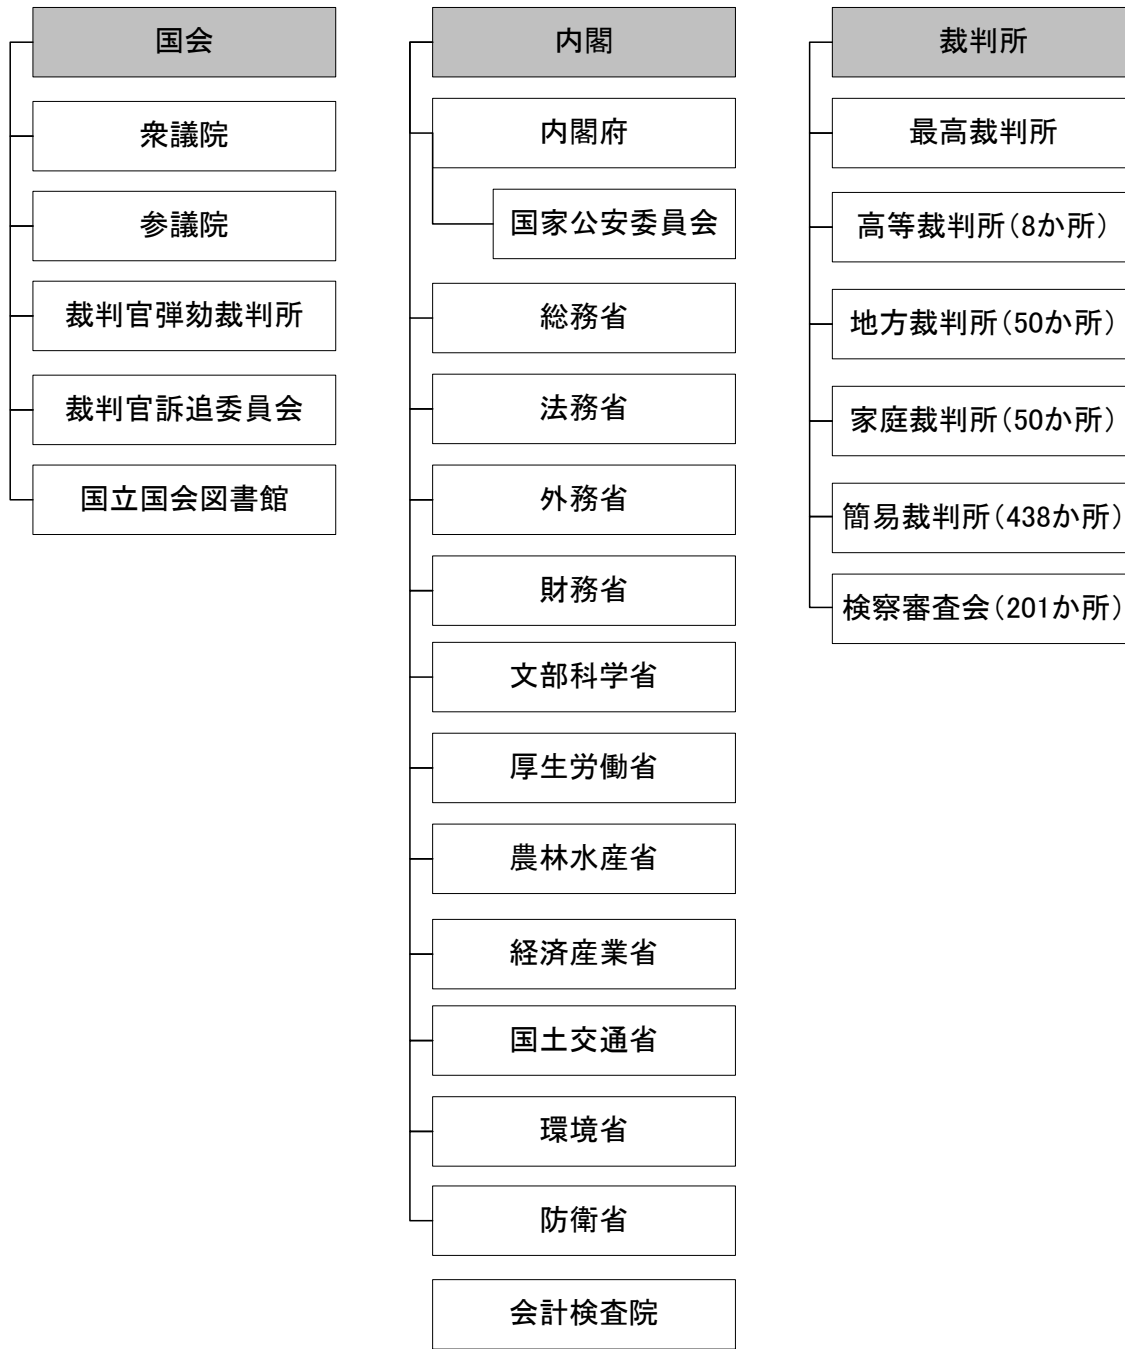 国会
衆議院
参議院
裁判官弾劾裁判所
裁判官訴追委員会
国立国会図書館
内閣
内閣府
国家公安委員会
総務省
法務省
外務省
財務省
文部科学省
厚生労働省
農林水産省
経済産業省
国土交通省
環境省
防衛省
会計検査院
裁判所
最高裁判所
高等裁判所(8か所)
地方裁判所(50か所)
家庭裁判所(50か所)
簡易裁判所(438か所)
検察審査会(201か所)